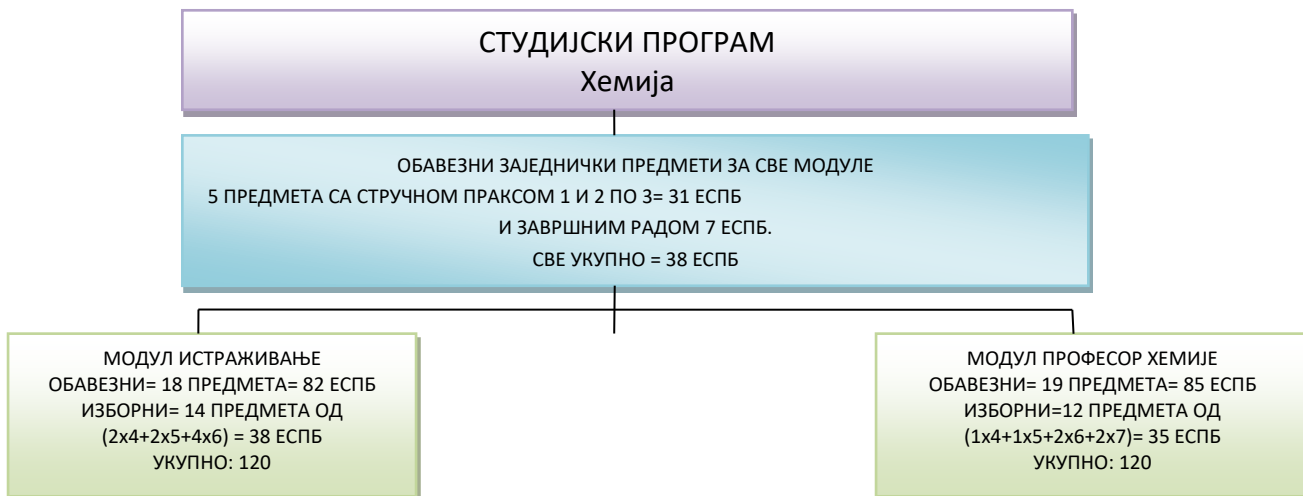 СТУДИЈСКИ ПРОГРАМ
Хемија
ОБАВЕЗНИ ЗАЈЕДНИЧКИ ПРЕДМЕТИ ЗА СВЕ МОДУЛЕ
5 ПРЕДМЕТА СА СТРУЧНОМ ПРАКСОМ 1 И 2 ПО 3= 31 ЕСПБ
И ЗАВРШНИМ РАДОМ 7 ЕСПБ.
СВЕ УКУПНО = 38 ЕСПБ
МОДУЛ ИСТРАЖИВАЊЕ
ОБАВЕЗНИ= 18 ПРЕДМЕТА= 82 ЕСПБ
ИЗБОРНИ= 14 ПРЕДМЕТА ОД
(2x4+2x5+4x6) = 38 ЕСПБ
УКУПНО: 120
МОДУЛ ПРОФЕСОР ХЕМИЈЕ
ОБАВЕЗНИ= 19 ПРЕДМЕТА= 85 ЕСПБ
ИЗБОРНИ=12 ПРЕДМЕТА ОД
(1x4+1x5+2x6+2x7)= 35 ЕСПБ
УКУПНО: 120